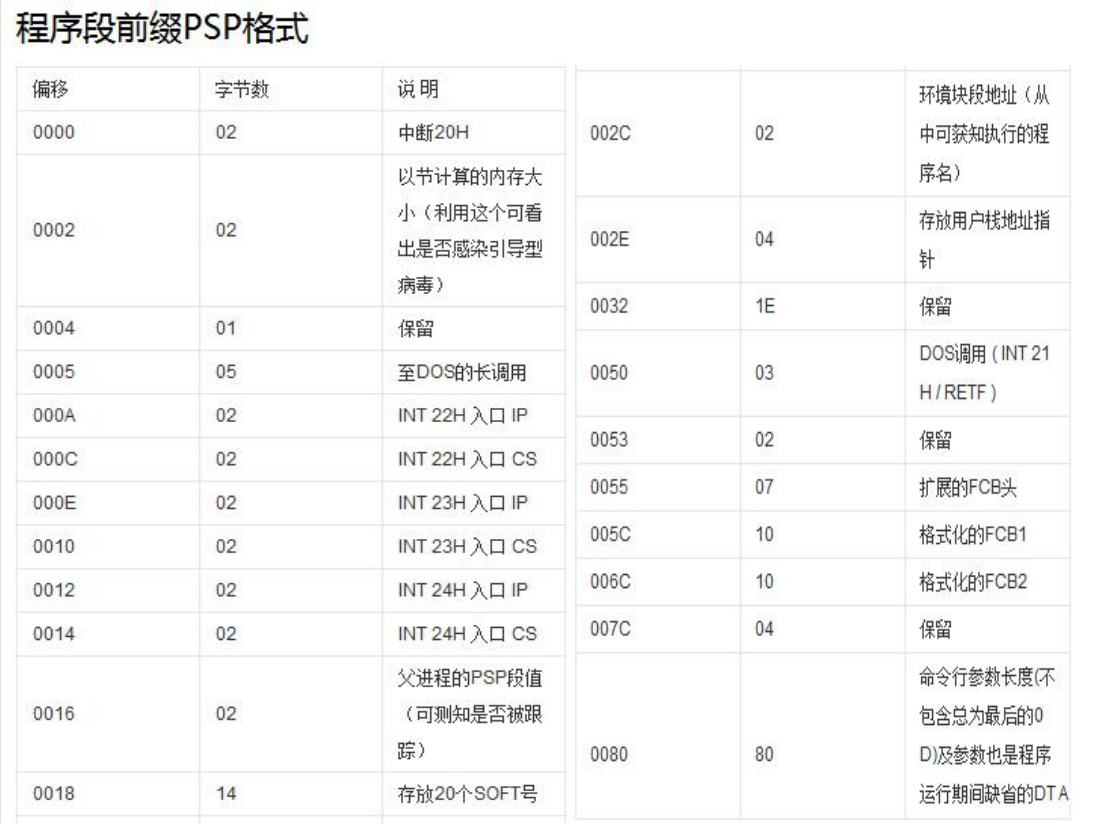 程序段前缀PSP格式
偏移 字节数 说 明
0000 02 中断20H
0002 02 以节计算的内存大
小（利用这个可看
出是否感染引导型
病毒）
0004 01 保留
0005 05 至DOS的长调用
000A 02 INT 22H 入口 IP
000C 02 INT 22H 入口 CS
000E 02 INT 23H 入口 IP
0010 02 INT 23H 入口 CS
0012 02 INT 24H 入口 IP
0014 02 INT 24H 入口 CS
0016 02 父进程的PSP段值
（可测知是否被跟
踪）
0018 14 存放20个SOFT号
002C 02 环境块段地址（从
中可获知执行的程
序名）
002E 04 存放用户栈地址指
针
0032 1E 保留
0050 03 DOS调用 ( INT 21
H / RETF )
0053 02 保留
0055 07 扩展的FCB头
005C 10 格式化的FCB1
006C 10 格式化的FCB2
007C 04 保留
0080 80 命令行参数长度(不
包含总为最后的0
D)及参数也是程序
运行期间缺省的DTA